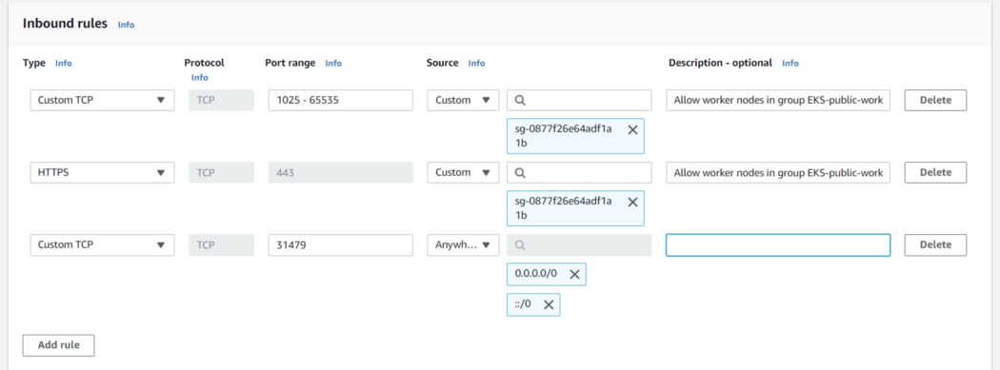 Inbound rules Info
Type Info Protocol Info Port range Info Source Info Description - optional Info
Custom TCP TCP 1025 - 65535 Custom Allow worker nodes in group EKS-public-work Delete
sg-0877f26e64adf1a
1b
HTTPS TCP 443 Custom Allow worker nodes in group EKS-public-work Delete
sg-0877f26e64adf1a
1b
Custom TCP TCP 31479 Anywh... Delete
0.0.0.0/0
::/0
Add rule